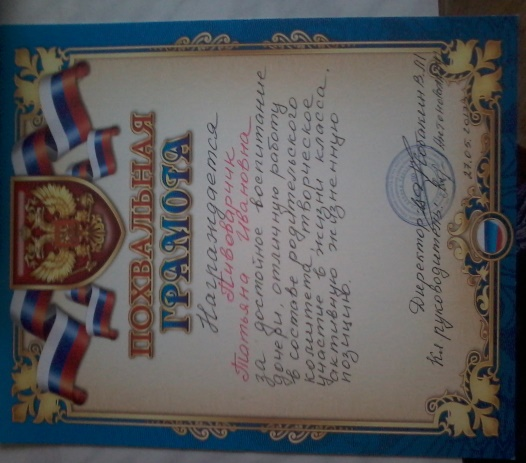 ПОХВАЛЬНАЯ
ГРАМОТА
Награждается
Пивоварчик
Татьяна Ивановна
за достойное воспитание
дочери, отличную работу
в составе родительского
комитета, творческое
участие в жизни класса,
активную жизненную
позицию.
Директор
Кл руководитель